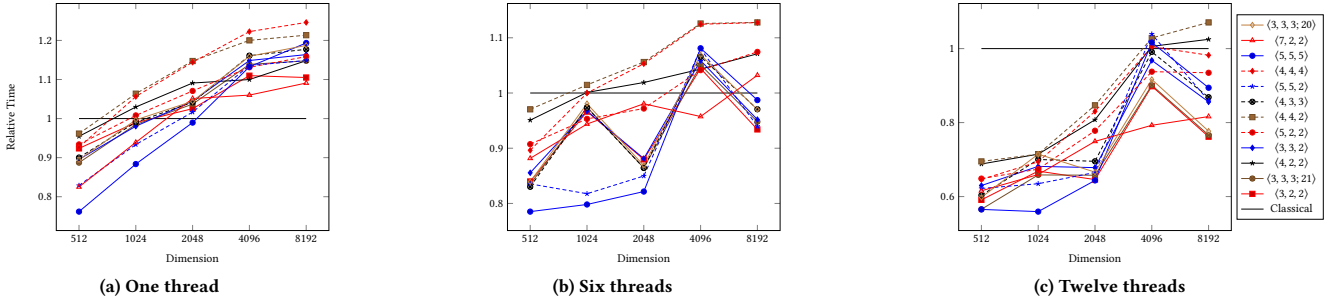 1.2
1.1
1
0.9
0.8
Relative Time
512
1024
2048
4096
8192
Dimension
(a) One thread
1.1
1
0.9
0.8
512
1024
2048
4096
8192
Dimension
(b) Six threads
1
0.8
0.6
512
1024
2048
4096
8192
Dimension
(c) Twelve threads
⟨3, 3, 3; 20⟩
⟨7, 2, 2⟩
⟨5, 5, 5⟩
⟨4, 4, 4⟩
⟨5, 5, 2⟩
⟨4, 3, 3⟩
⟨4, 4, 2⟩
⟨5, 2, 2⟩
⟨3, 3, 2⟩
⟨4, 2, 2⟩
⟨3, 3, 3; 21⟩
⟨3, 2, 2⟩
Classical